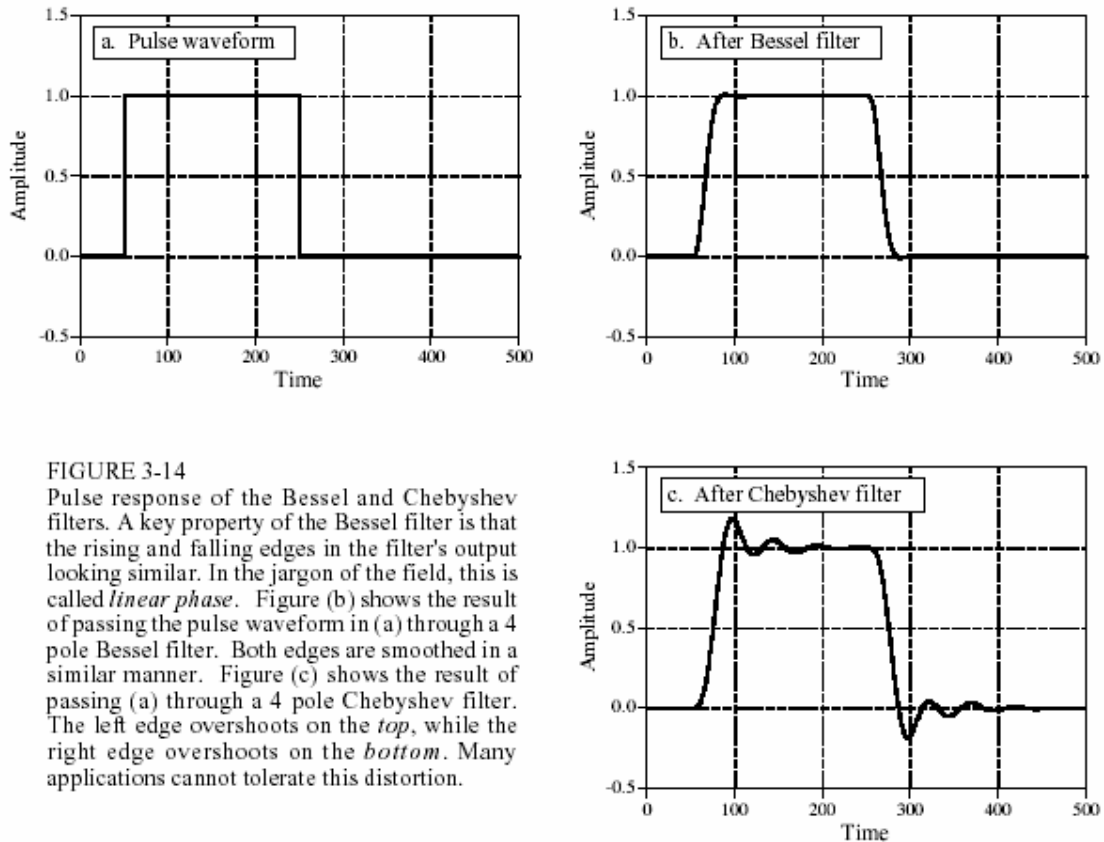 a. Pulse waveform
1.5
1.0
0.5
0.0
-0.5
Amplitude
0 100 200 300 400 500
Time
b. After Bessel filter
1.5
1.0
0.5
0.0
-0.5
Amplitude
0 100 200 300 400 500
Time
FIGURE 3-14
Pulse response of the Bessel and Chebyshev
filters. A key property of the Bessel filter is that
the rising and falling edges in the filter's output
looking similar. In the jargon of the field, this is
called linear phase. Figure (b) shows the result
of passing the pulse waveform in (a) through a 4
pole Bessel filter. Both edges are smoothed in a
similar manner. Figure (c) shows the result of
passing (a) through a 4 pole Chebyshev filter.
The left edge overshoots on the top, while the
right edge overshoots on the bottom. Many
applications cannot tolerate this distortion.
c. After Chebyshev filter
1.5
1.0
0.5
0.0
-0.5
Amplitude
0 100 200 300 400 500
Time